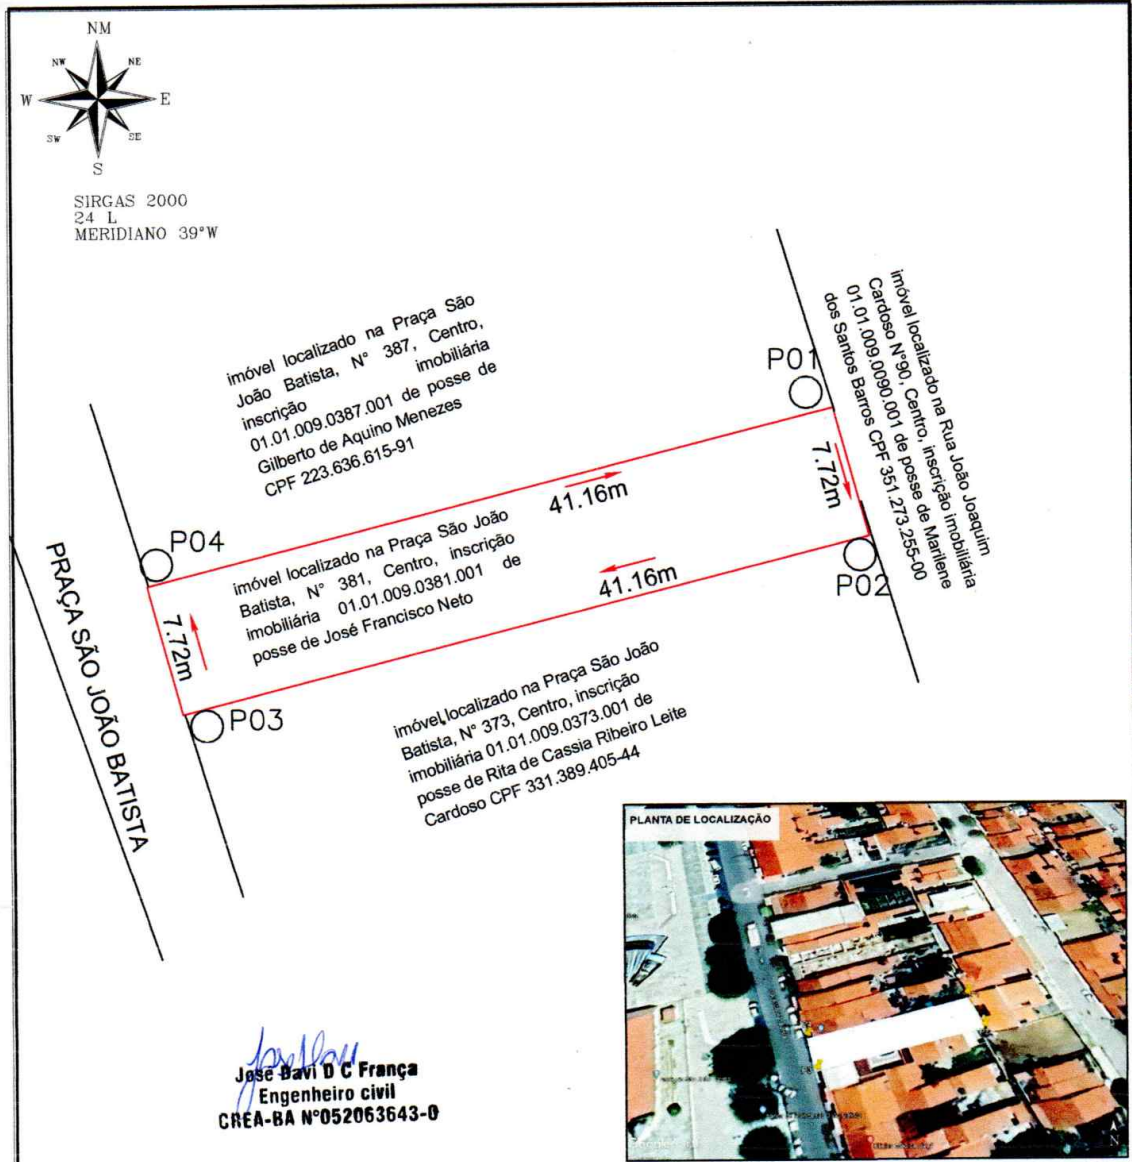 NM
NW
NE
W
E
SW
SE
S
SIRGAS 2000
24 L
MERIDIANO 39°W
imóvel localizado na Praça São
João Batista, N° 387, Centro,
inscrição imobiliária
01.01.009.0387.001 de posse de
Gilberto de Aquino Menezes
CPF 223.636.615-91
P01
imóvel localizado na Rua João Joaquim
Cardoso N°90, Centro, inscrição imobiliária
01.01.009.0090.001 de posse de Marilene
dos Santos Barros CPF 351.273.255-00
7.72m
41.16m
P04
imóvel localizado na Praça São João
Batista, N° 381, Centro, inscrição
imobiliária 01.01.009.0381.001 de
posse de José Francisco Neto
41.16m
P02
7.72m
PRAÇA SÃO JOÃO BATISTA
P03
imóvel localizado na Praça São João
Batista, N° 373, Centro, inscrição
imobiliária 01.01.009.0373.001 de
posse de Rita de Cassia Ribeiro Leite
Cardoso CPF 331.389.405-44
PLANTA DE LOCALIZAÇÃO
José Davi D C França
Engenheiro civil
CREA-BA N°052063643-0